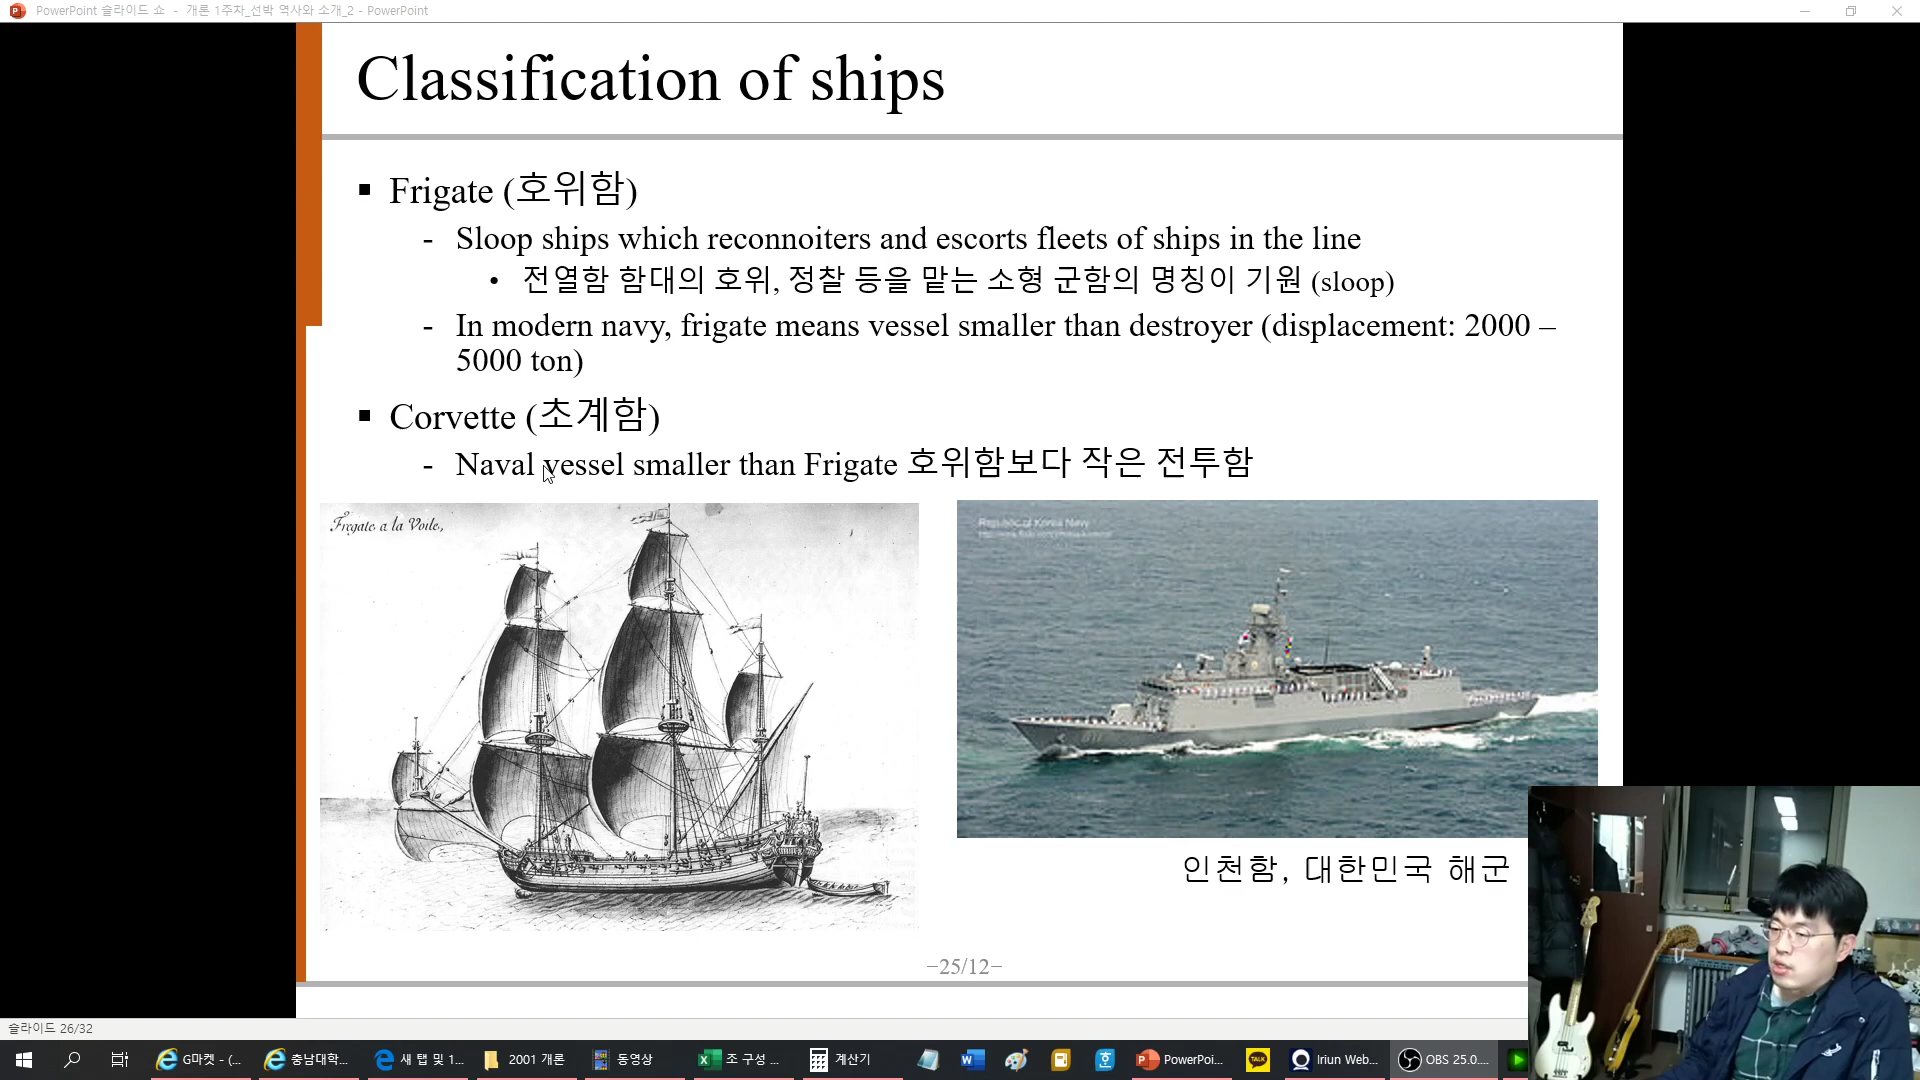 PowerPoint 슬라이드 쇼 - 개론 1주차_선박 역사와 소개_2 - PowerPoint
Classification of ships
▪ Frigate (호위함)
- Sloop ships which reconnoiters and escorts fleets of ships in the line
• 전열함 함대의 호위, 정찰 등을 맡는 소형 군함의 명칭이 기원 (sloop)
- In modern navy, frigate means vessel smaller than destroyer (displacement: 2000 –
5000 ton)
▪ Corvette (초계함)
- Naval vessel smaller than Frigate 호위함보다 작은 전투함
Fregate a la Voile,
Republic of Korea Navy
인천함, 대한민국 해군
−25/12−
슬라이드 26/32
G마켓 - (...
충남대학...
새 탭 및 1...
2001 개론
동영상
조 구성 ...
계산기
PowerPoi...
TALK
Iriun Web...
OBS 25.0....